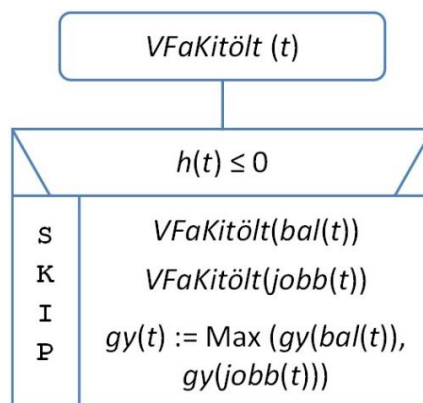 VFaKitölt (t)
h(t) ≤ 0
S
K
I
P
VFaKitölt(bal(t))
VFaKitölt(jobb(t))
gy(t) := Max (gy(bal(t)),
gy(jobb(t)))